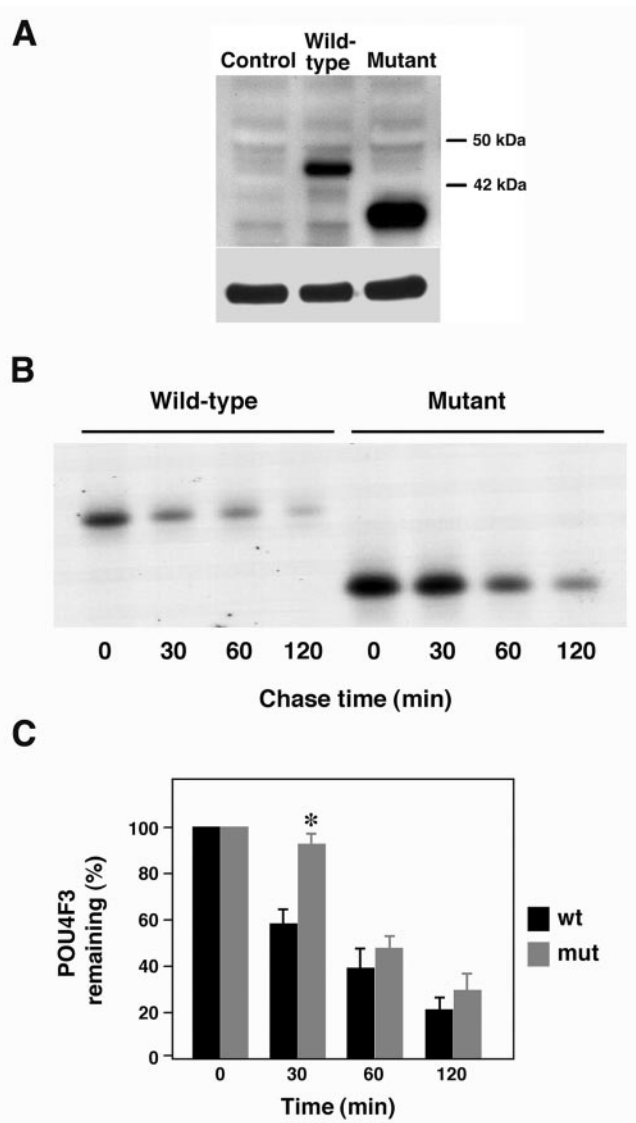 A
Control Wild-type Mutant
50 kDa
42 kDa
B
Wild-type Mutant
0 30 60 120 0 30 60 120
Chase time (min)
C
POU4F3
remaining (%)
100
80
60
40
20
0
*
wt
mut
0 30 60 120
Time (min)